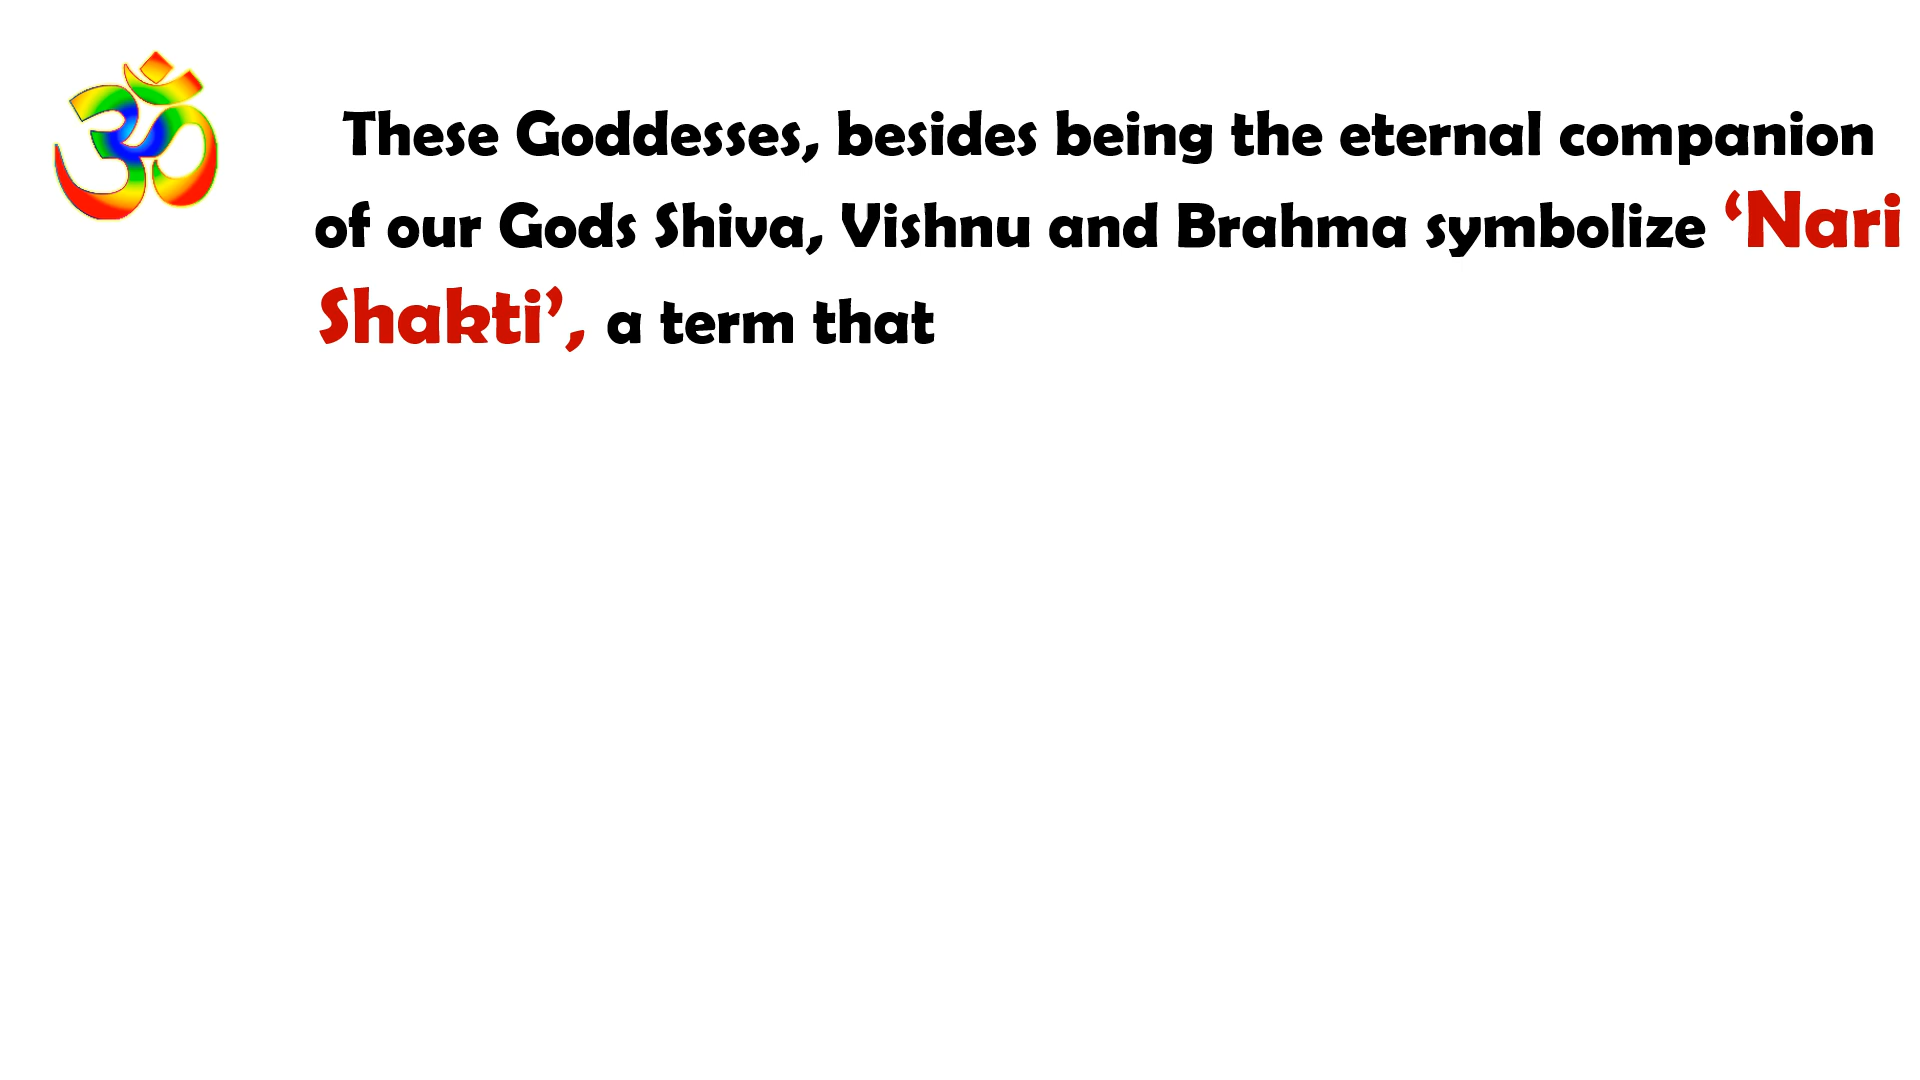 These Goddesses, besides being the eternal companion
of our Gods Shiva, Vishnu and Brahma symbolize ‘Nari
Shakti’, a term that